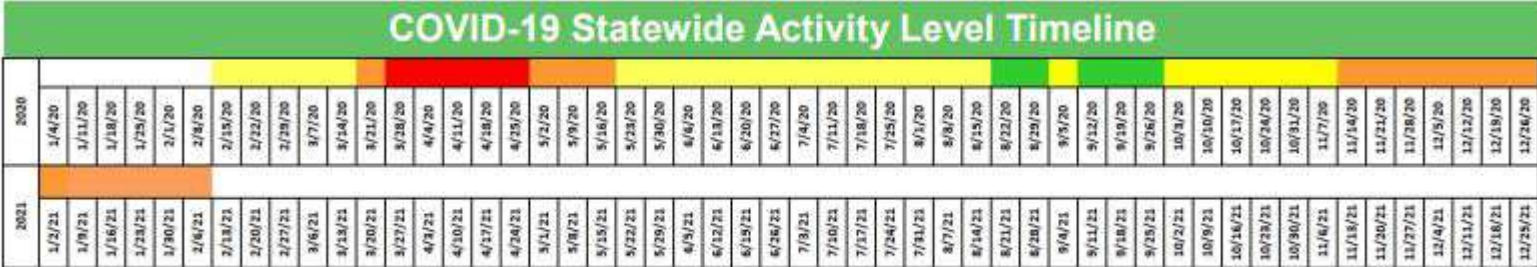 COVID-19 Statewide Activity Level Timeline
2020
1/4/20 1/11/20 1/18/20 1/25/20 2/1/20 2/8/20 2/15/20 2/22/20 2/29/20 3/7/20 3/14/20 3/21/20 3/28/20 4/4/20 4/11/20 4/18/20 4/25/20 5/2/20 5/9/20 5/16/20 5/23/20 5/30/20 6/6/20 6/13/20 6/20/20 6/27/20 7/4/20 7/11/20 7/18/20 7/25/20 8/1/20 8/8/20 8/15/20 8/22/20 8/29/20 9/5/20 9/12/20 9/19/20 9/26/20 10/3/20 10/10/20 10/17/20 10/24/20 10/31/20 11/7/20 11/14/20 11/21/20 11/28/20 12/5/20 12/12/20 12/19/20 12/26/20
2021
1/2/21 1/9/21 1/16/21 1/23/21 1/30/21 2/6/21 2/13/21 2/20/21 2/27/21 3/6/21 3/13/21 3/20/21 3/27/21 4/3/21 4/10/21 4/17/21 4/24/21 5/1/21 5/8/21 5/15/21 5/22/21 5/29/21 6/5/21 6/12/21 6/19/21 6/26/21 7/3/21 7/10/21 7/17/21 7/24/21 7/31/21 8/7/21 8/14/21 8/21/21 8/28/21 9/4/21 9/11/21 9/18/21 9/25/21 10/2/21 10/9/21 10/16/21 10/23/21 10/30/21 11/6/21 11/13/21 11/20/21 11/27/21 12/4/21 12/11/21 12/18/21 12/25/21